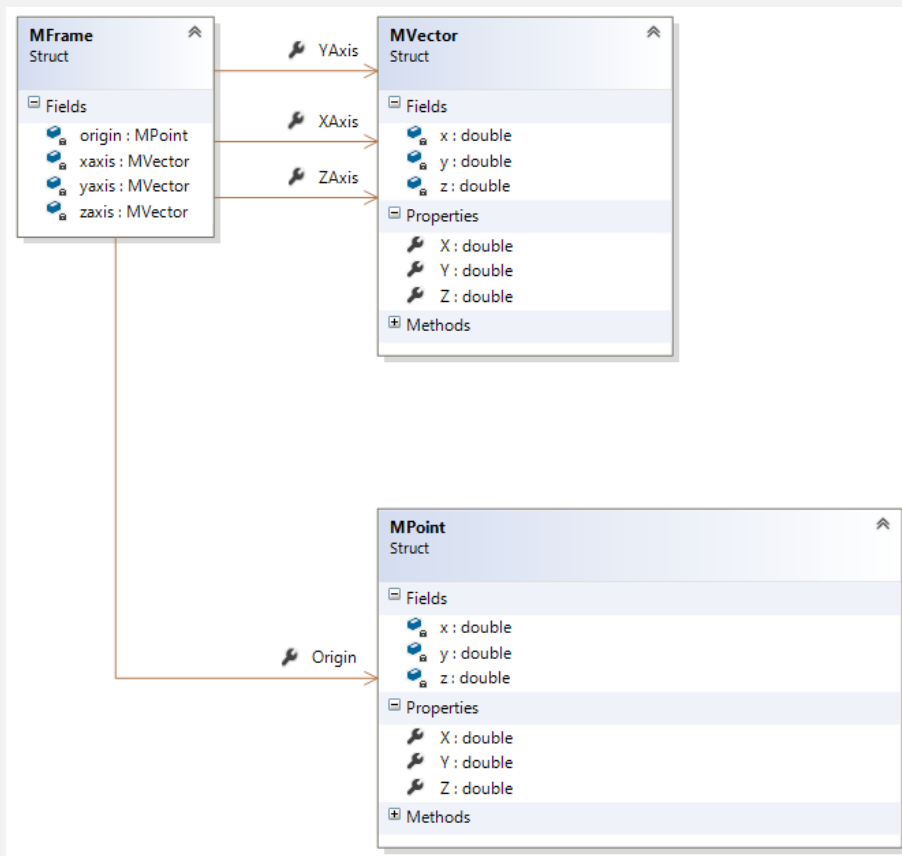 MFrame
Struct
Fields
origin : MPoint
xaxis : MVector
yaxis : MVector
zaxis : MVector
YAxis
XAxis
ZAxis
MVector
Struct
Fields
x : double
y : double
z : double
Properties
X : double
Y : double
Z : double
Methods
Origin
MPoint
Struct
Fields
x : double
y : double
z : double
Properties
X : double
Y : double
Z : double
Methods